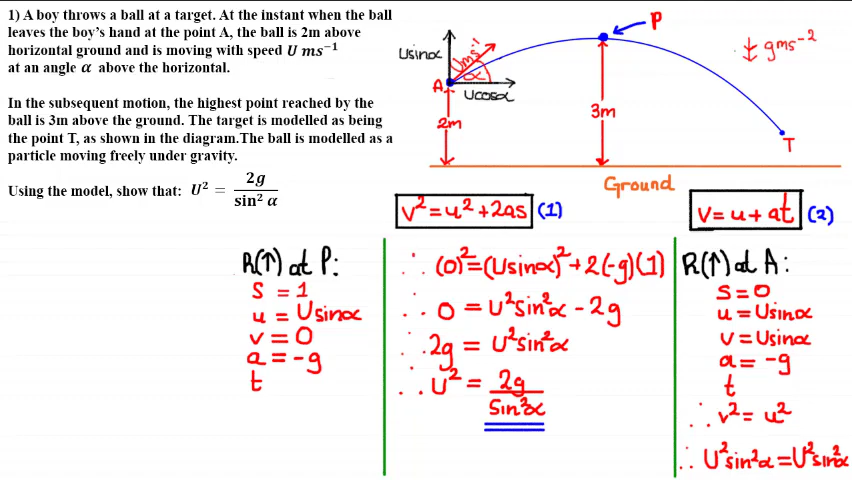 1) A boy throws a ball at a target. At the instant when the ball
leaves the boy's hand at the point A, the ball is 2m above
horizontal ground and is moving with speed U ms⁻¹
at an angle α above the horizontal.
In the subsequent motion, the highest point reached by the
ball is 3m above the ground. The target is modelled as being
the point T, as shown in the diagram.The ball is modelled as a
particle moving freely under gravity.
Using the model, show that: U² = 2g / sin² α
P
Usinα
Ums⁻¹
α
A
Ucosα
2m
3m
gms⁻²
T
Ground
v² = u² + 2as (1)
v = u + at (2)
R(↑) at P:
s = 1
u = Usinα
v = 0
a = -g
t
∴ (0)² = (Usinα)² + 2(-g)(1)
∴ 0 = U²sin²α - 2g
∴ 2g = U²sin²α
∴ U² = 2g / sin²α
R(↑) at A:
s = 0
u = Usinα
v = Usinα
a = -g
t
∴ v² = u²
∴ U²sin²α = U²sin²α